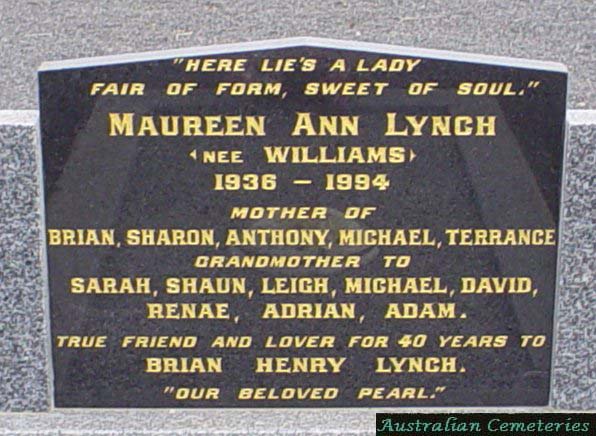 "HERE LIE'S A LADY
FAIR OF FORM, SWEET OF SOUL."
MAUREEN ANN LYNCH
(NEE WILLIAMS)
1936 – 1994
MOTHER OF
BRIAN, SHARON, ANTHONY, MICHAEL, TERRANCE
GRANDMOTHER TO
SARAH, SHAUN, LEIGH, MICHAEL, DAVID,
RENAE, ADRIAN, ADAM.
TRUE FRIEND AND LOVER FOR 40 YEARS TO
BRIAN HENRY LYNCH.
"OUR BELOVED PEARL."
Australian Cemeteries